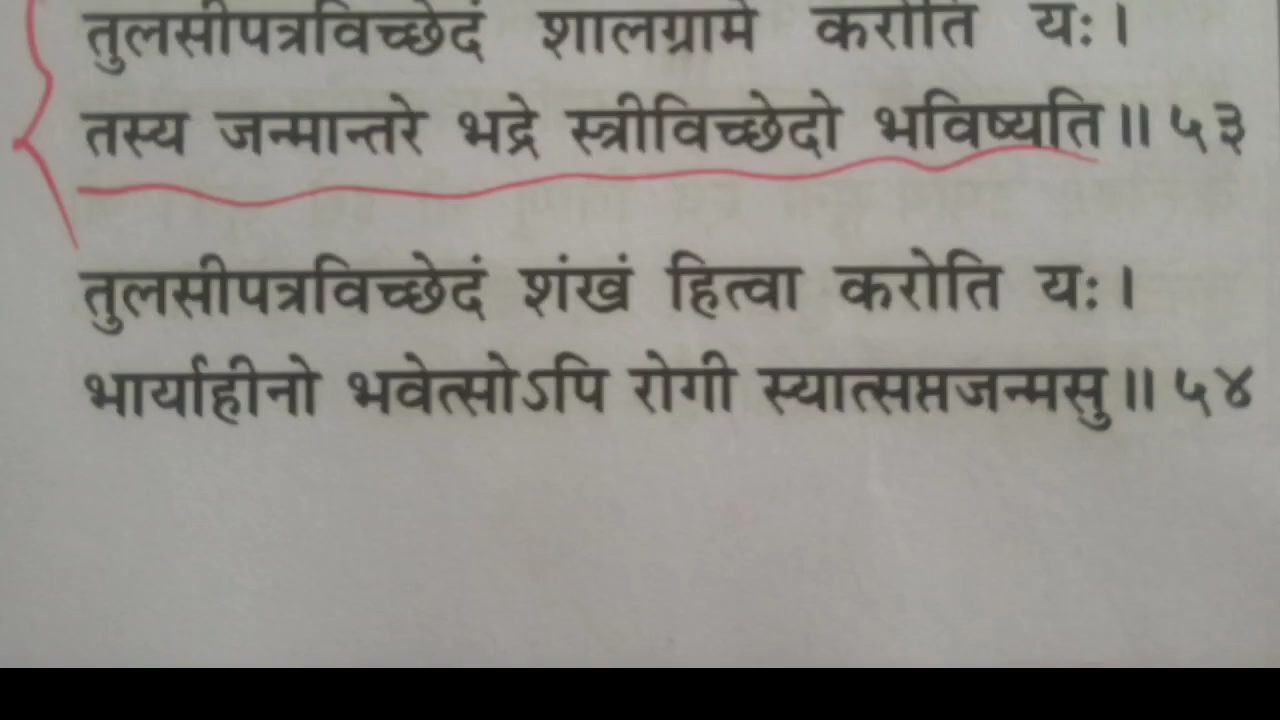 तुलसीपत्रविच्छेदं शालग्रामे करोति यः।
तस्य जन्मान्तरे भद्रे स्त्रीविच्छेदो भविष्यति॥ ५३
तुलसीपत्रविच्छेदं शंखं हित्वा करोति यः।
भार्याहीनो भवेत्सोऽपि रोगी स्यात्सप्तजन्मसु॥ ५४